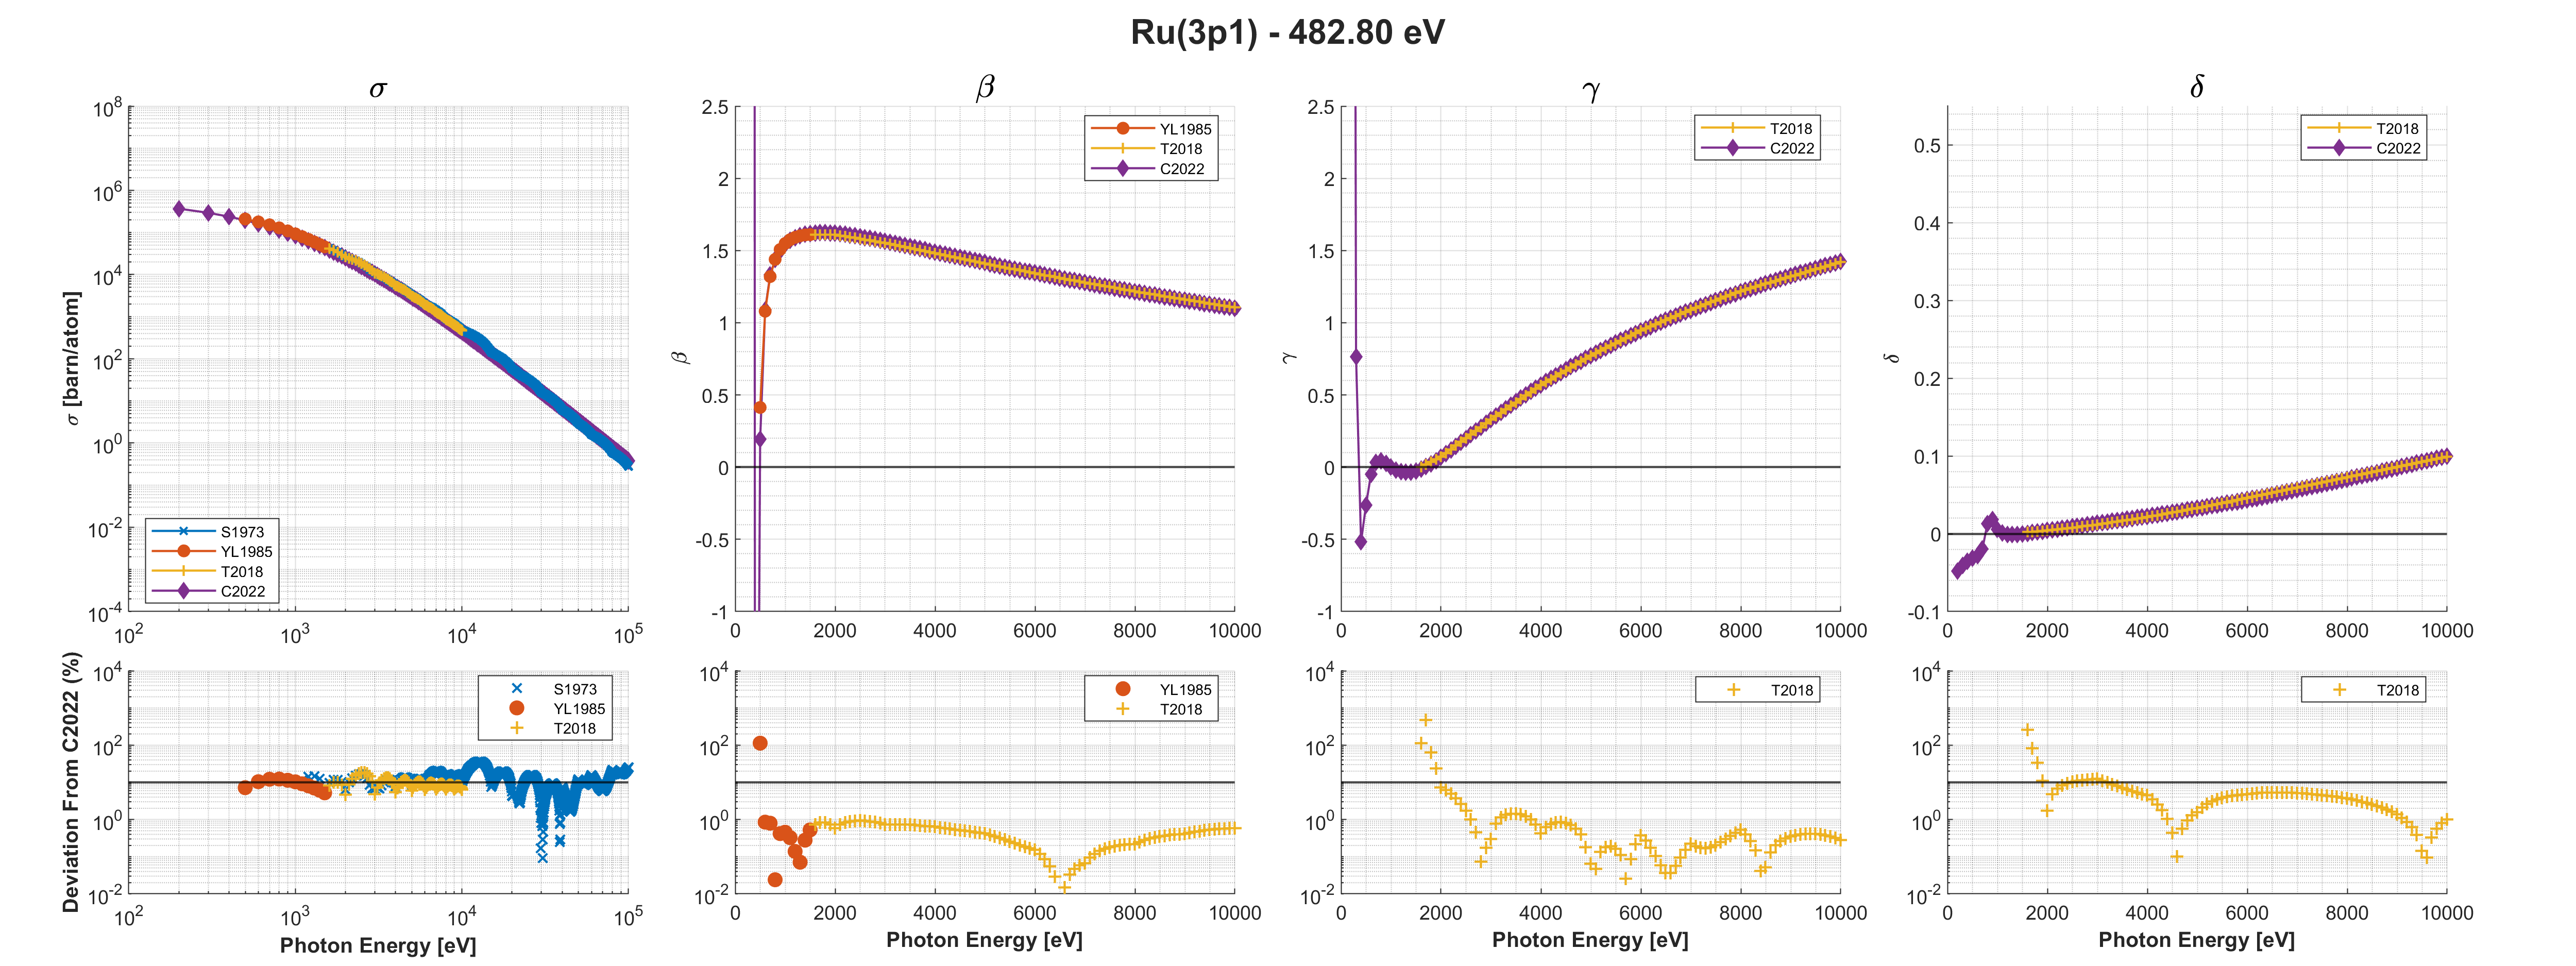 Ru(3p1) - 482.80 eV
σ
σ [barn/atom]
10^8
10^6
10^4
10^2
10^0
10^-2
10^-4
10^2
10^3
10^4
10^5
S1973
YL1985
T2018
C2022
β
β
2.5
2
1.5
1
0.5
0
-0.5
-1
0
2000
4000
6000
8000
10000
YL1985
T2018
C2022
γ
γ
2.5
2
1.5
1
0.5
0
-0.5
-1
0
2000
4000
6000
8000
10000
T2018
C2022
δ
δ
0.5
0.4
0.3
0.2
0.1
0
-0.1
0
2000
4000
6000
8000
10000
T2018
C2022
Deviation From C2022 (%)
10^4
10^2
10^0
10^-2
10^2
10^3
10^4
10^5
Photon Energy [eV]
S1973
YL1985
T2018
10^4
10^2
10^0
10^-2
0
2000
4000
6000
8000
10000
Photon Energy [eV]
YL1985
T2018
10^4
10^2
10^0
10^-2
0
2000
4000
6000
8000
10000
Photon Energy [eV]
T2018
10^4
10^2
10^0
10^-2
0
2000
4000
6000
8000
10000
Photon Energy [eV]
T2018